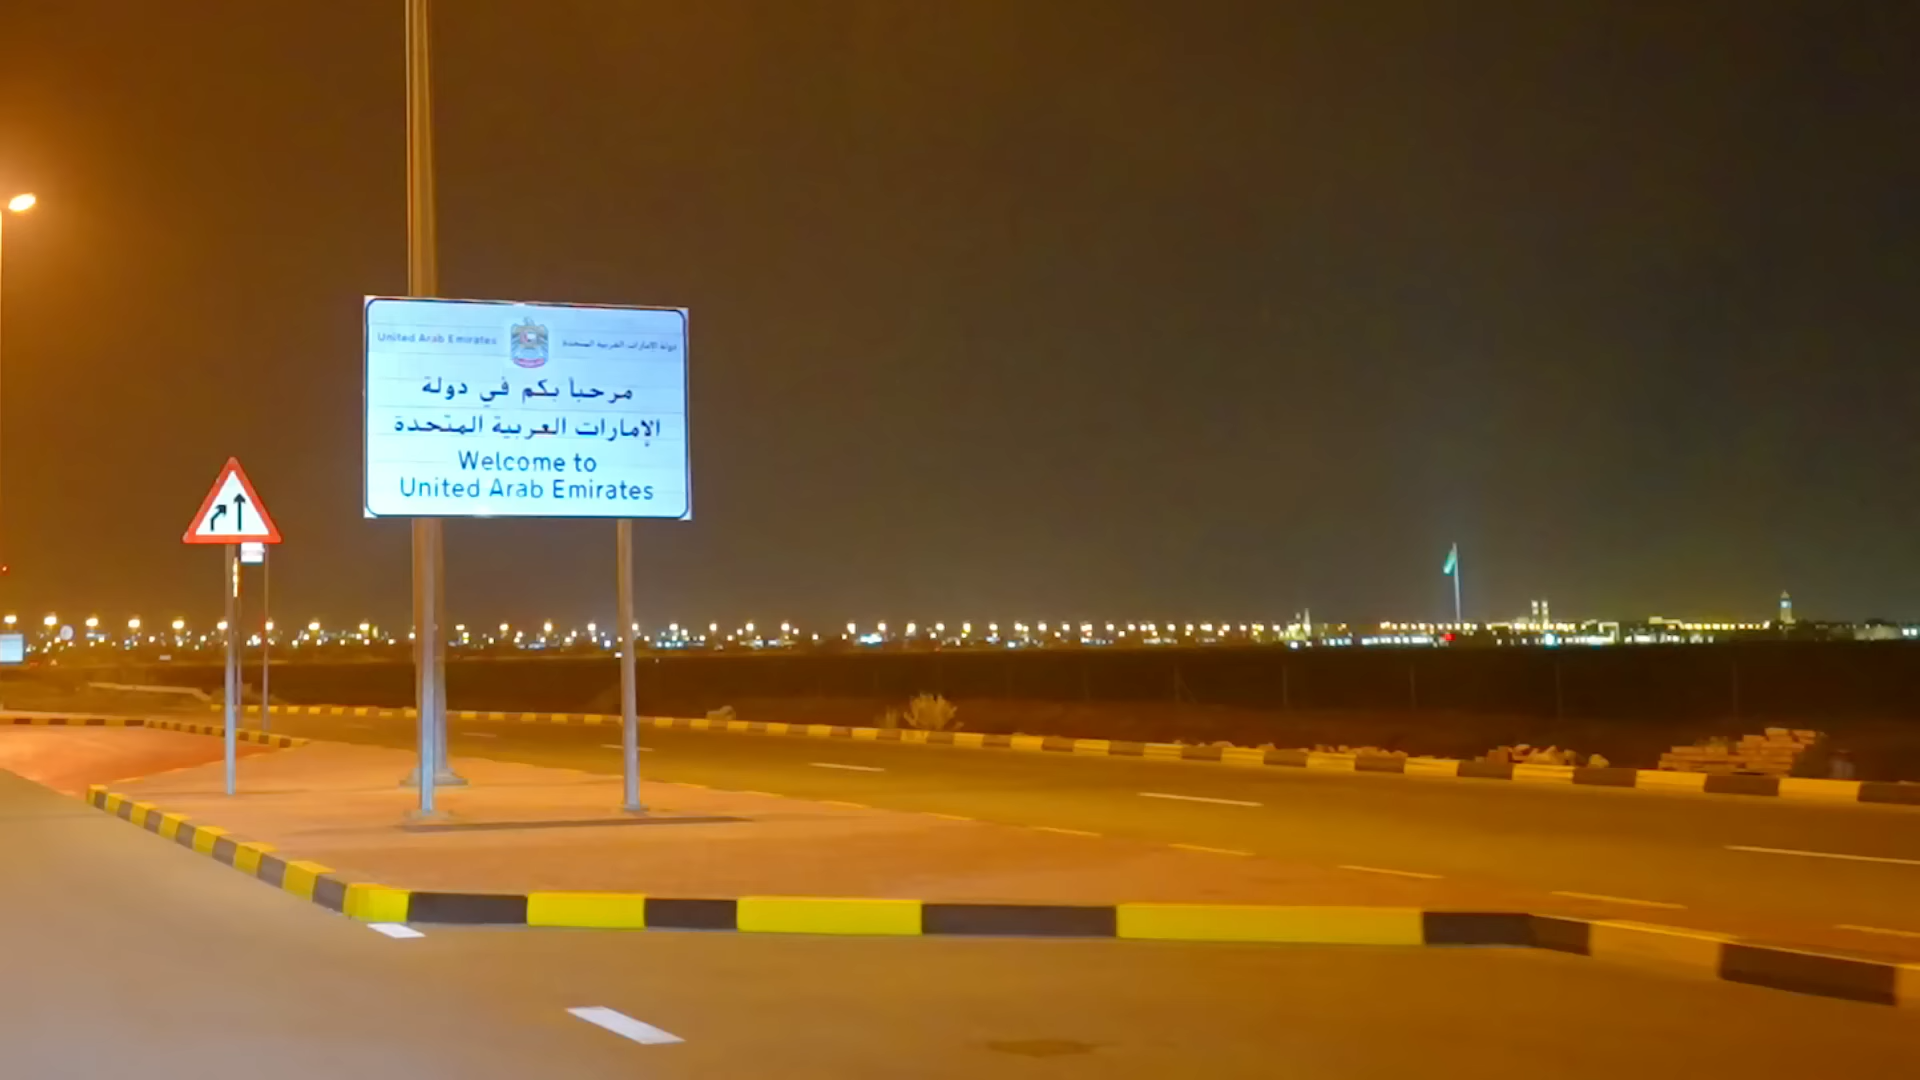 United Arab Emirates
دولة الإمارات العربية المتحدة
مرحباً بكم في دولة
الإمارات العربية المتحدة
Welcome to
United Arab Emirates